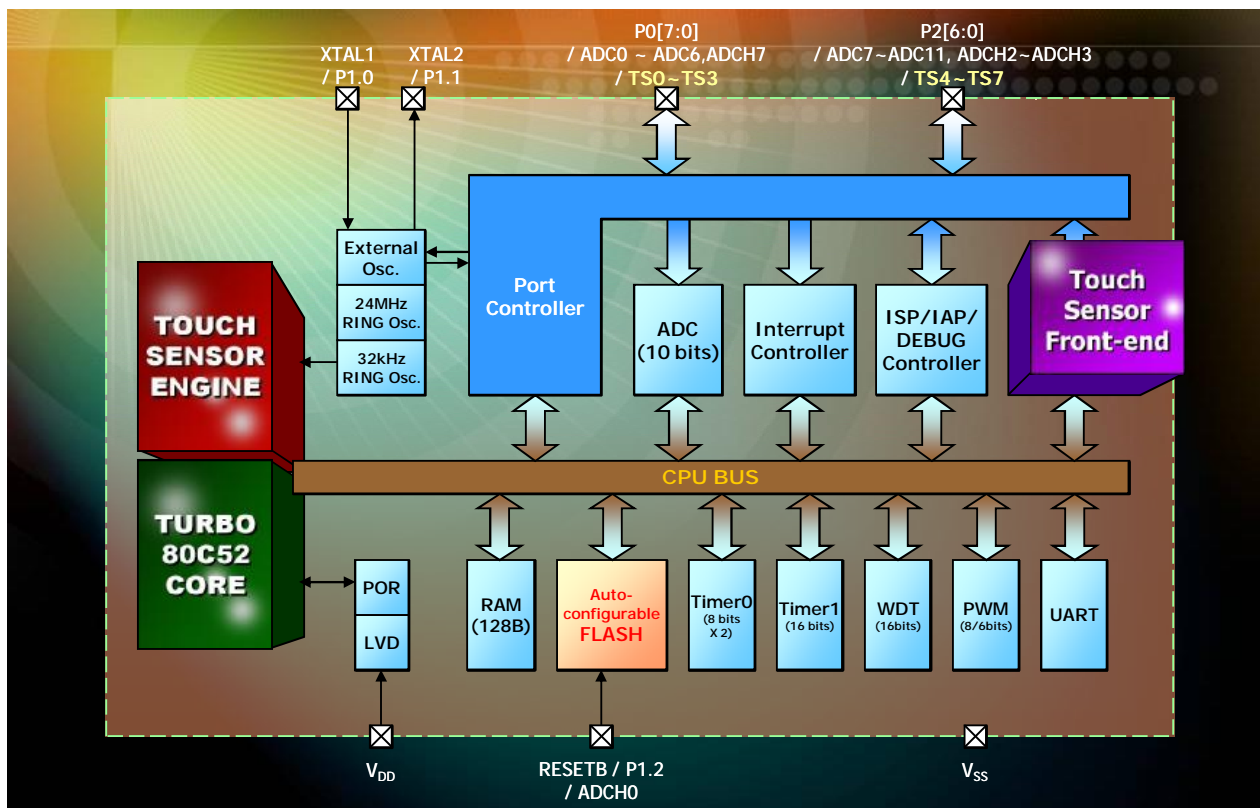 XTAL1
/ P1.0
XTAL2
/ P1.1
P0[7:0]
/ ADC0 ~ ADC6,ADCH7
/ TS0~TS3
P2[6:0]
/ ADC7~ADC11, ADCH2~ADCH3
/ TS4~TS7
External
Osc.
24MHz
RING Osc.
32kHz
RING Osc.
Port
Controller
ADC
(10 bits)
Interrupt
Controller
ISP/IAP/
DEBUG
Controller
Touch
Sensor
Front-end
TOUCH
SENSOR
ENGINE
CPU BUS
TURBO
80C52
CORE
POR
LVD
RAM
(128B)
Auto-
configurable
FLASH
Timer0
(8 bits
X 2)
Timer1
(16 bits)
WDT
(16bits)
PWM
(8/6bits)
UART
VDD
RESETB / P1.2
/ ADCH0
VSS